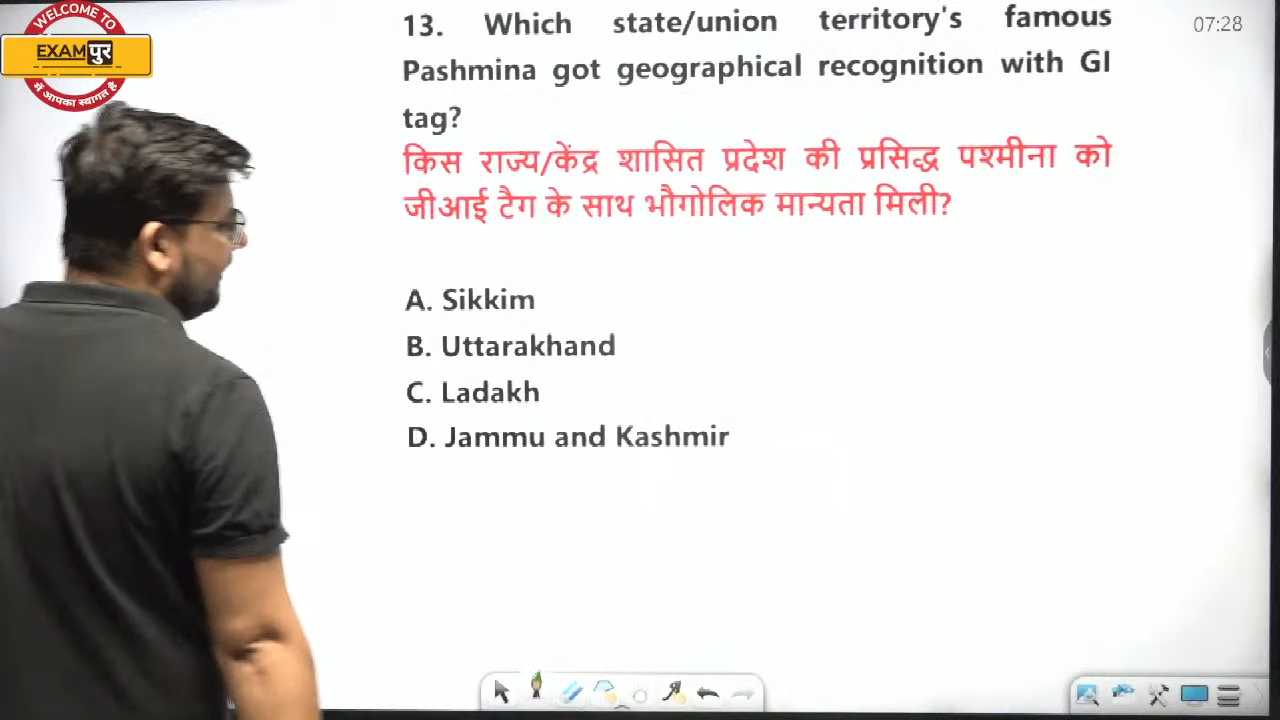 WELCOME TO
EXAMपुर
में आपका स्वागत है
13. Which state/union territory's famous
Pashmina got geographical recognition with GI
tag?
किस राज्य/केंद्र शासित प्रदेश की प्रसिद्ध पश्मीना को
जीआई टैग के साथ भौगोलिक मान्यता मिली?
A. Sikkim
B. Uttarakhand
C. Ladakh
D. Jammu and Kashmir
07:28